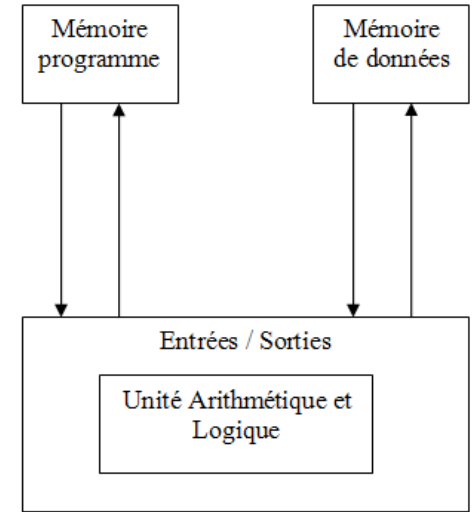 Mémoire
programme
Mémoire
de données
Entrées / Sorties
Unité Arithmétique et
Logique